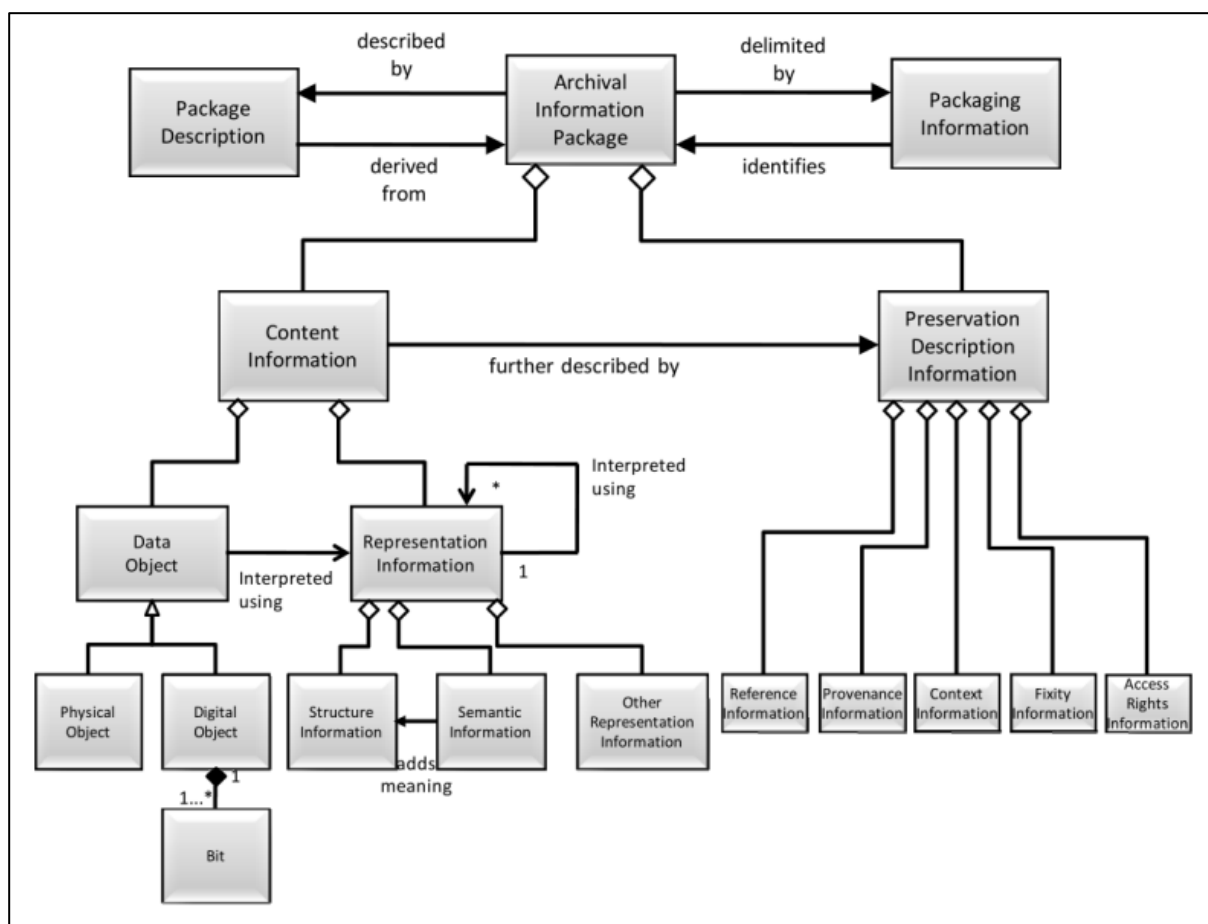 described
by
delimited
by
Package
Description
Archival
Information
Package
Packaging
Information
derived
from
identifies
Content
Information
Preservation
Description
Information
further described by
Interpreted
using
*
Data
Object
Representation
Information
Interpreted
using
1
Physical
Object
Digital
Object
Structure
Information
Semantic
Information
Other
Representation
Information
Reference
Information
Provenance
Information
Context
Information
Fixity
Information
Access
Rights
Information
adds
meaning
1
1...*
Bit